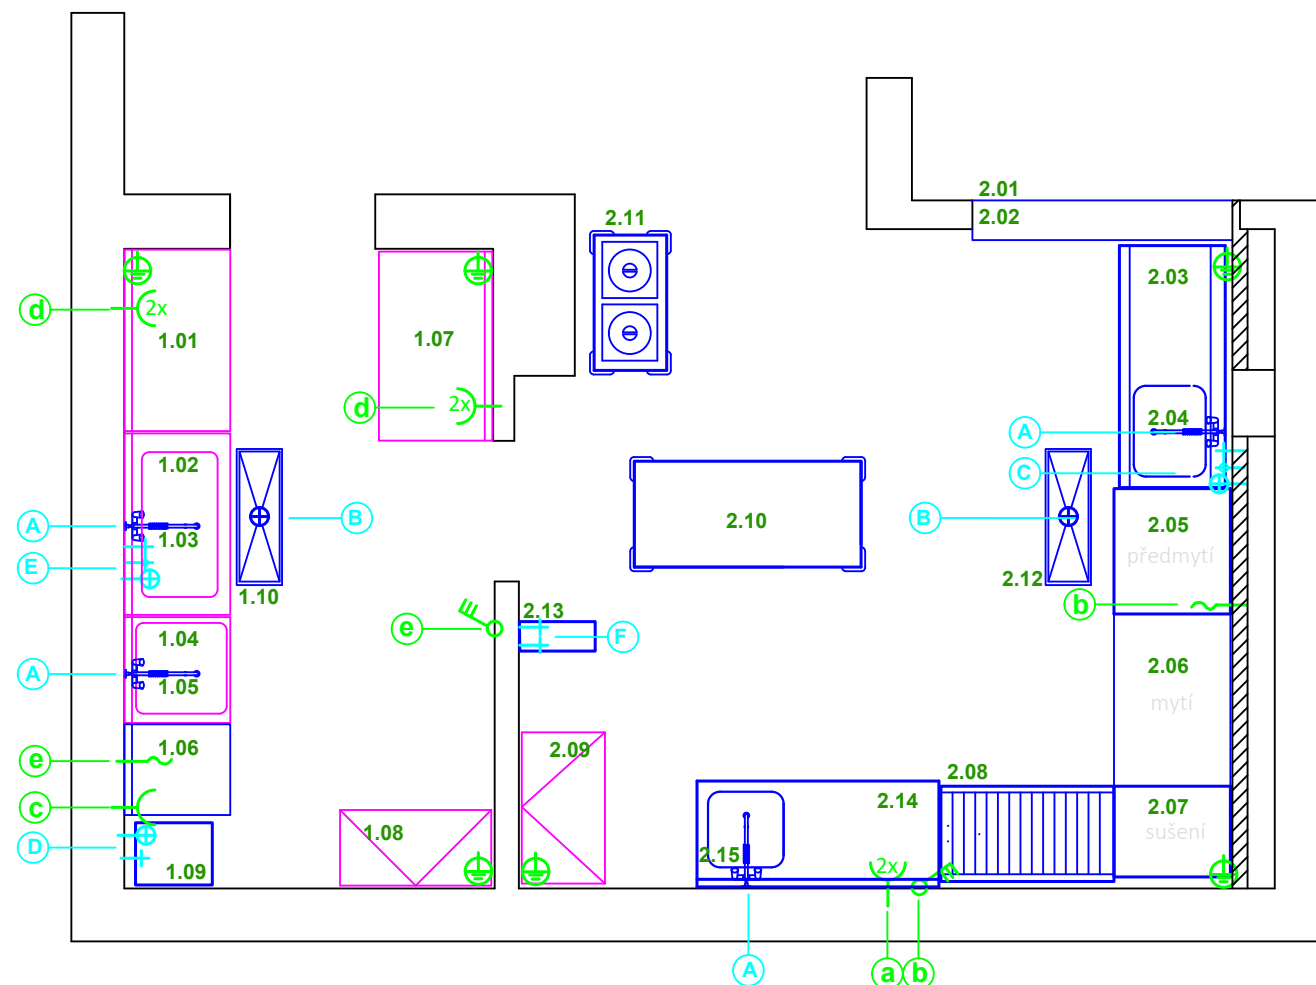 2.01
2.02
2.11
2.03
d
2x
1.01
1.07
d
2x
2.04
A
C
1.02
A
1.03
E
B
1.10
2.10
B
2.12
2.05
předmytí
b
2.13
e
F
1.04
A
1.05
2.06
mytí
1.06
e
c
D
1.09
1.08
2.09
2.08
2.14
2.07
sušení
2.15
2x
A
a
b